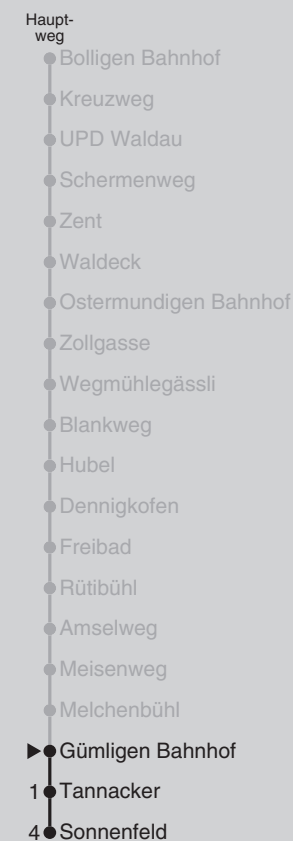 Haupt-
weg
Bolligen Bahnhof
Kreuzweg
UPD Waldau
Schermenweg
Zent
Waldeck
Ostermundigen Bahnhof
Zollgasse
Wegmühlegässli
Blankweg
Hubel
Dennigkofen
Freibad
Rütibühl
Amselweg
Meisenweg
Melchenbühl
Gümligen Bahnhof
1 Tannacker
4 Sonnenfeld